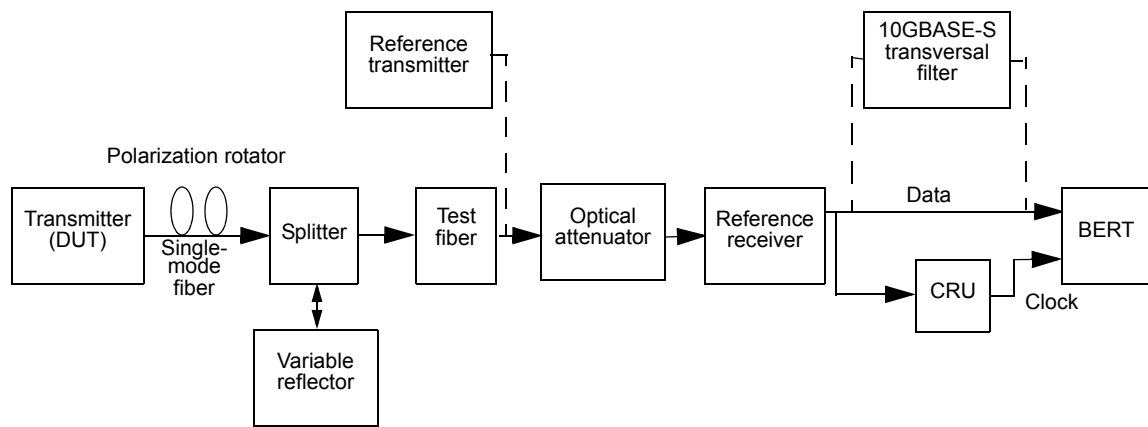 Reference
transmitter
10GBASE-S
transversal
filter
Polarization rotator
Transmitter
(DUT)
Single-
mode
fiber
Splitter
Test
fiber
Optical
attenuator
Reference
receiver
Data
BERT
CRU
Clock
Variable
reflector